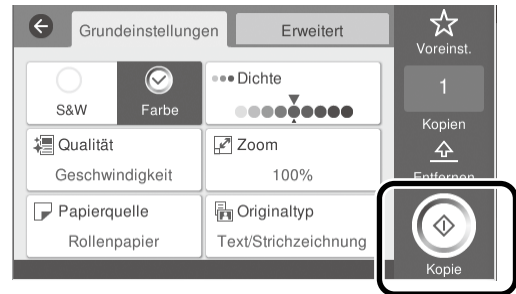 Grundeinstellungen
Erweitert
Voreinst.
S&W
Farbe
Dichte
1
Kopien
Qualität
Geschwindigkeit
Zoom
100%
Entfernen
Papierquelle
Rollenpapier
Originaltyp
Text/Strichzeichnung
Kopie